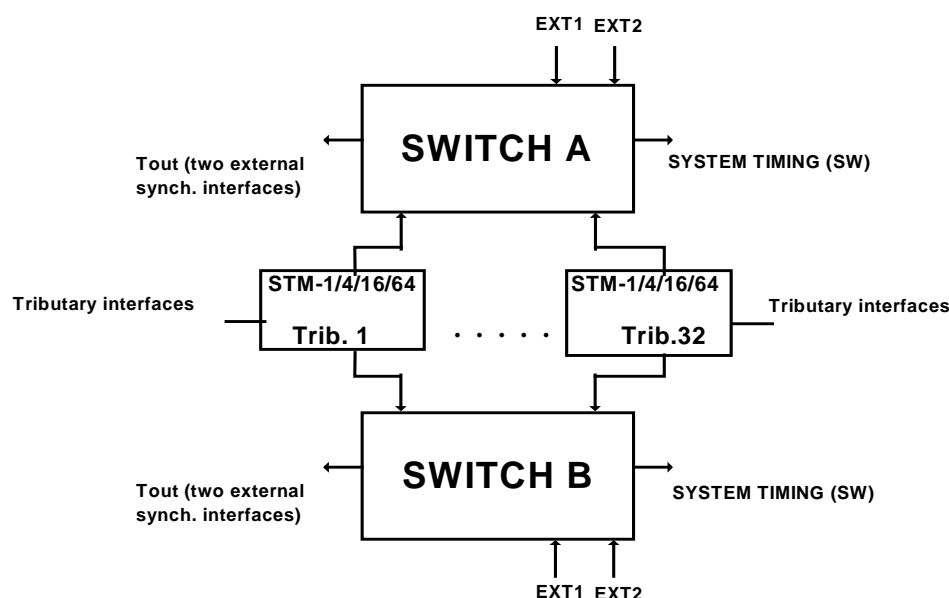 EXT1 EXT2
SWITCH A
Tout (two external
synch. interfaces)
SYSTEM TIMING (SW)
STM-1/4/16/64
STM-1/4/16/64
Tributary interfaces
Tributary interfaces
Trib. 1
. . . . .
Trib.32
SWITCH B
Tout (two external
synch. interfaces)
SYSTEM TIMING (SW)
EXT1 EXT2